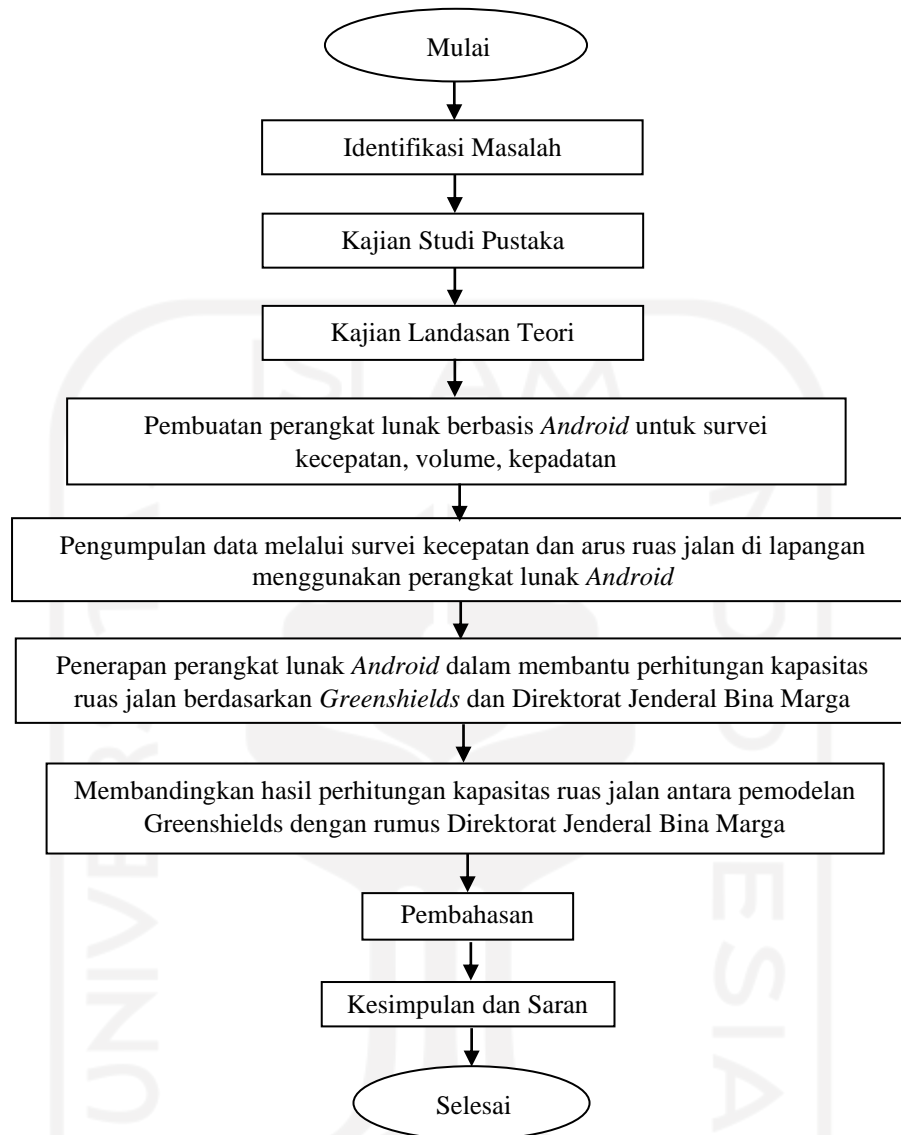 Mulai
Identifikasi Masalah
Kajian Studi Pustaka
Kajian Landasan Teori
Pembuatan perangkat lunak berbasis Android untuk survei
kecepatan, volume, kepadatan
Pengumpulan data melalui survei kecepatan dan arus ruas jalan di lapangan
menggunakan perangkat lunak Android
Penerapan perangkat lunak Android dalam membantu perhitungan kapasitas
ruas jalan berdasarkan Greenshields dan Direktorat Jenderal Bina Marga
Membandingkan hasil perhitungan kapasitas ruas jalan antara pemodelan
Greenshields dengan rumus Direktorat Jenderal Bina Marga
Pembahasan
Kesimpulan dan Saran
Selesai